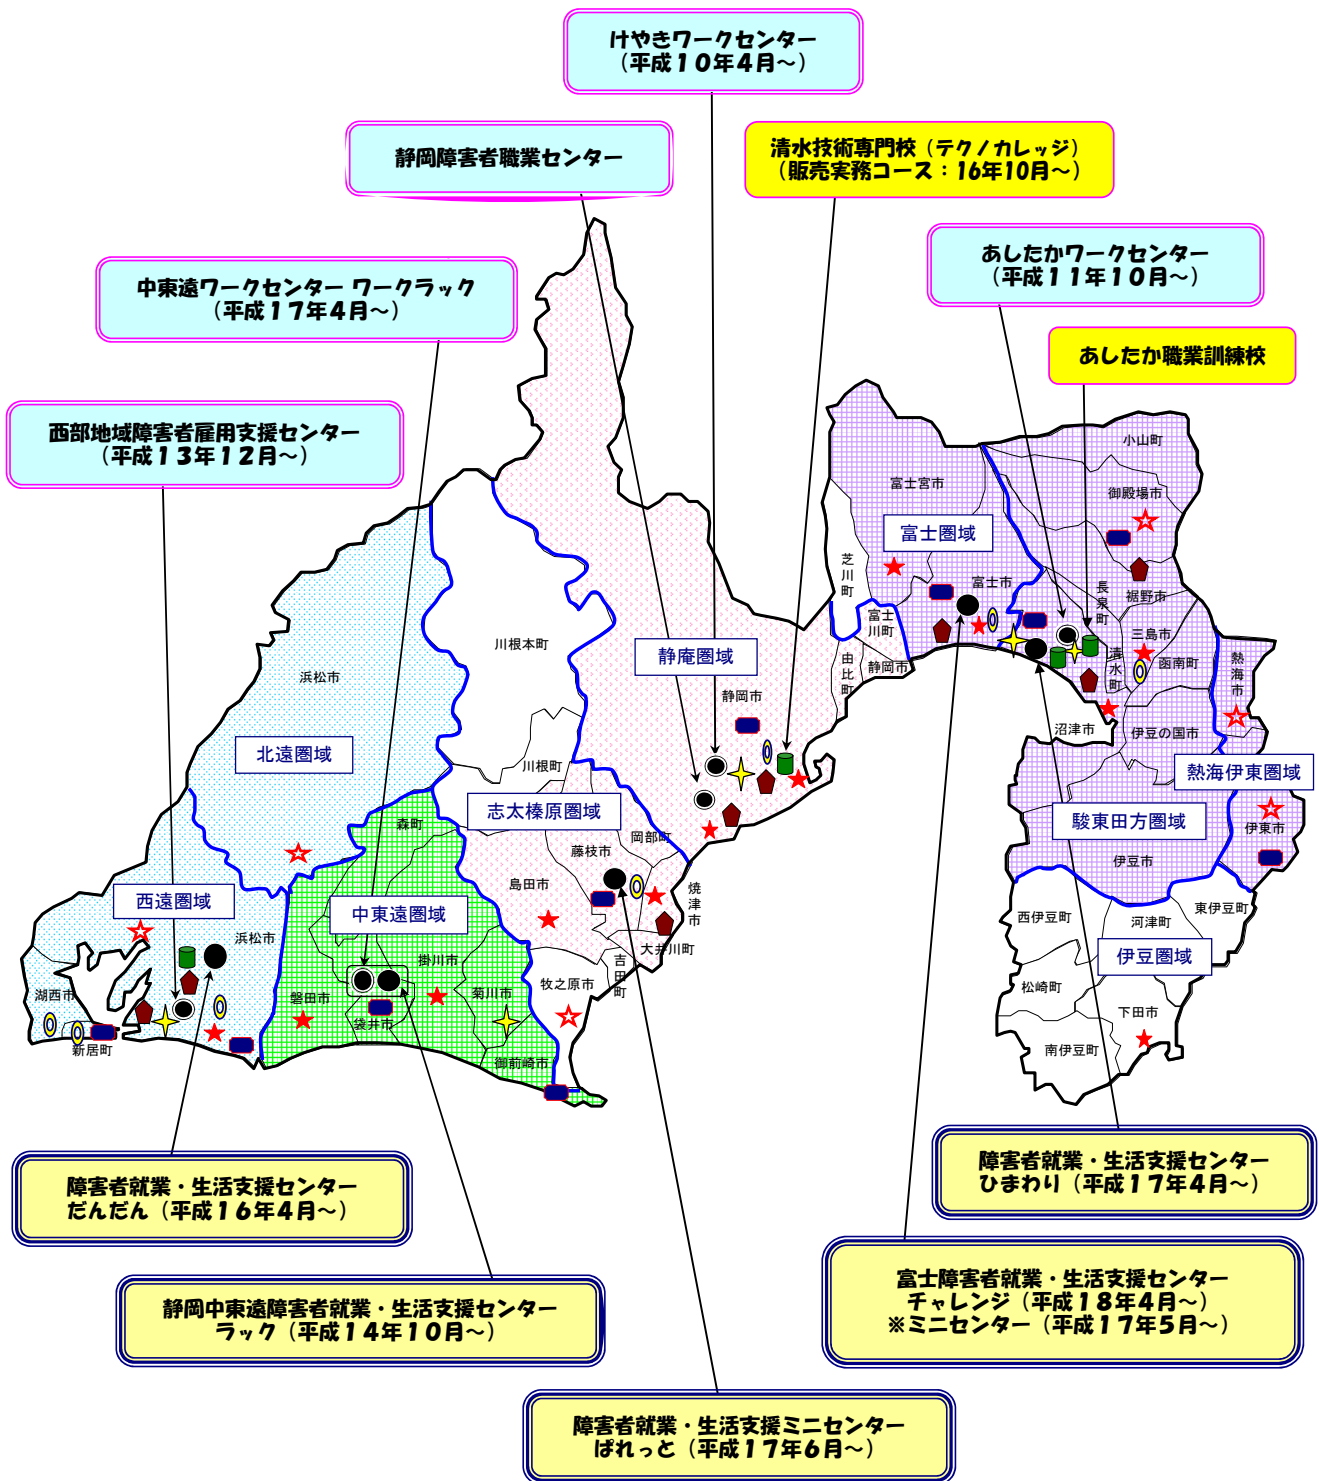 けやきワークセンター
（平成１０年４月～）
静岡障害者職業センター
清水技術専門校（テクノカレッジ）
（販売実務コース：16年10月～）
あしたかワークセンター
（平成１１年１０月～）
中東遠ワークセンター ワークラック
（平成１７年４月～）
あしたか職業訓練校
西部地域障害者雇用支援センター
（平成１３年１２月～）
小山町
富士宮市
御殿場市
富士圏域
芝川町
富士市
長泉町
裾野市
富士川町
三島市
川根本町
静庵圏域
由比町
静岡市
清水町
函南町
熱海市
浜松市
静岡市
沼津市
伊豆の国市
北遠圏域
川根町
熱海伊東圏域
志太榛原圏域
駿東田方圏域
森町
岡部町
伊東市
藤枝市
伊豆市
島田市
西遠圏域
中東遠圏域
焼津市
西伊豆町
河津町
東伊豆町
浜松市
大井川町
伊豆圏域
掛川市
吉田町
牧之原市
松崎町
湖西市
磐田市
菊川市
下田市
袋井市
新居町
御前崎市
南伊豆町
障害者就業・生活支援センター
だんだん（平成１６年４月～）
障害者就業・生活支援センター
ひまわり（平成１７年４月～）
静岡中東遠障害者就業・生活支援センター
ラック（平成１４年１０月～）
富士障害者就業・生活支援センター
チャレンジ（平成１８年４月～）
※ミニセンター（平成１７年５月～）
障害者就業・生活支援ミニセンター
ぱれっと（平成１７年６月～）